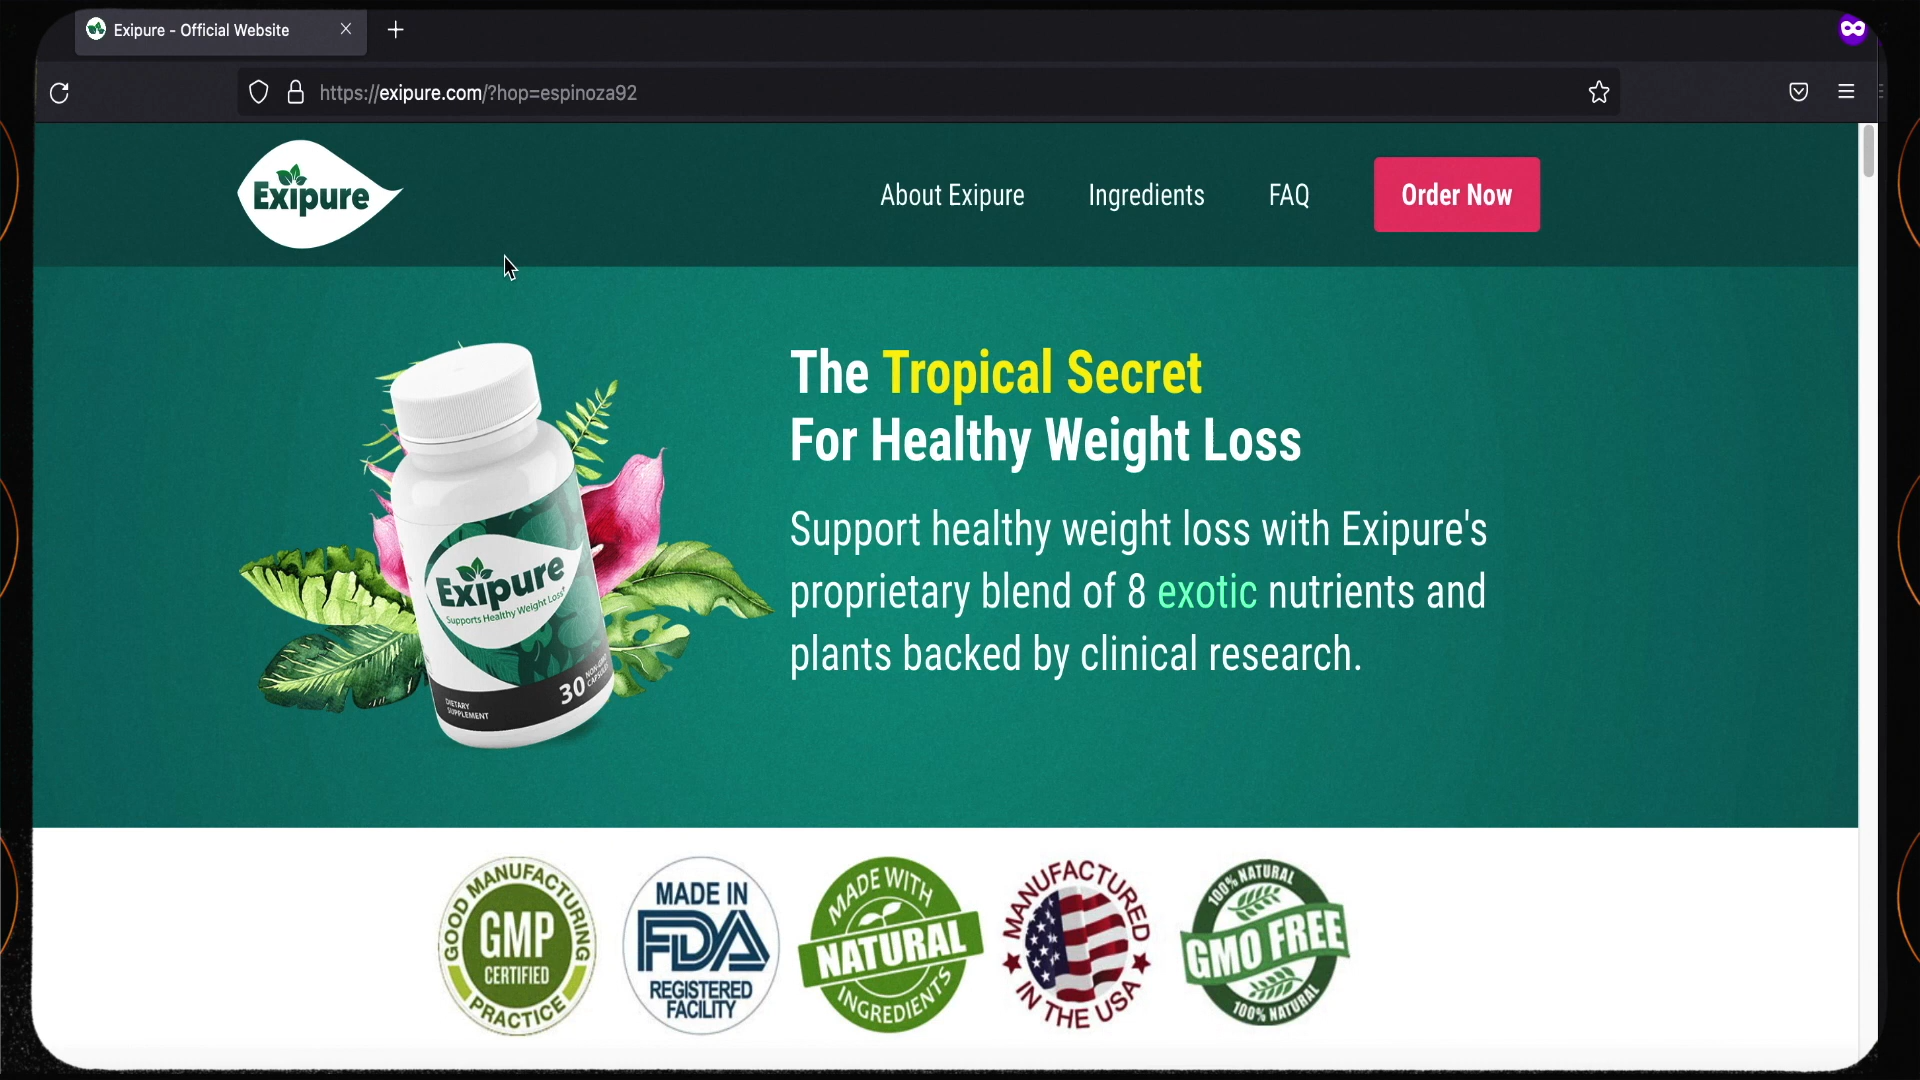 Exipure - Official Website
https://exipure.com/?hop=espinoza92
Exipure
About Exipure
Ingredients
FAQ
Order Now
The Tropical Secret
For Healthy Weight Loss
Support healthy weight loss with Exipure's
proprietary blend of 8 exotic nutrients and
plants backed by clinical research.
Exipure
Supports Healthy Weight Loss
DIETARY
SUPPLEMENT
30 NON-GMO
CAPSULES
GOOD MANUFACTURING
GMP
CERTIFIED
PRACTICE
MADE IN
FDA
REGISTERED
FACILITY
MADE WITH
NATURAL
INGREDIENTS
MANUFACTURED
IN THE USA
100% NATURAL
GMO FREE
100% NATURAL